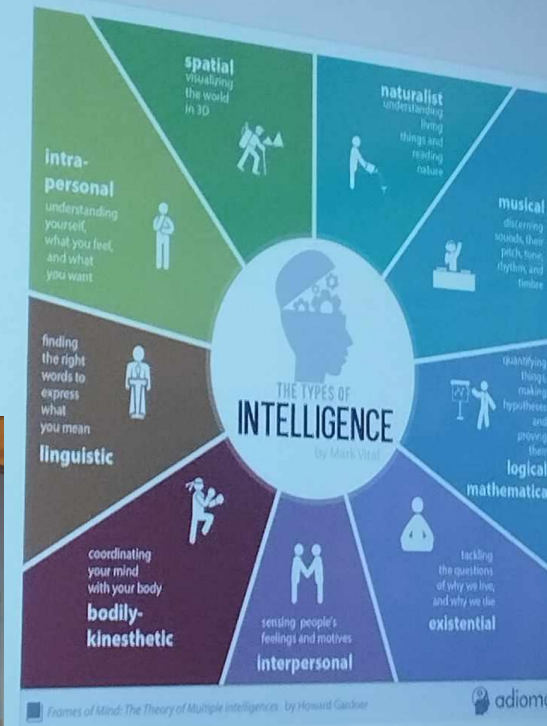 spatial
visualizing
the world
in 3D
naturalist
understanding
living
things and
reading
nature
musical
discerning
sounds, their
pitch, tone,
rhythm, and
timbre
quantifying
things,
making
hypotheses
and
proving
them
logical
mathematica
tackling
the questions
of why we live,
and why we die
existential
sensing people's
feelings and motives
interpersonal
coordinating
your mind
with your body
bodily-
kinesthetic
finding
the right
words to
express
what
you mean
linguistic
intra-
personal
understanding
yourself,
what you feel,
and what
you want
THE TYPES OF
INTELLIGENCE
by Mark Vital
Frames of Mind: The Theory of Multiple Intelligences by Howard Gardner
adioma